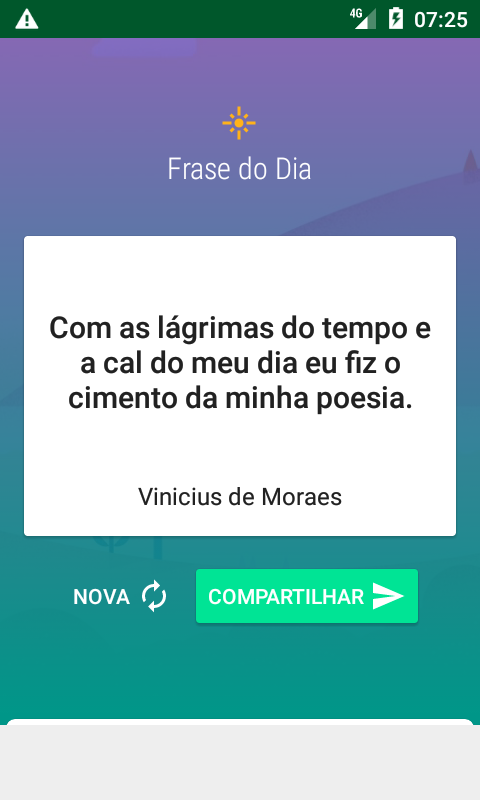 4G
07:25
Frase do Dia
Com as lágrimas do tempo e
a cal do meu dia eu fiz o
cimento da minha poesia.
Vinicius de Moraes
NOVA
COMPARTILHAR